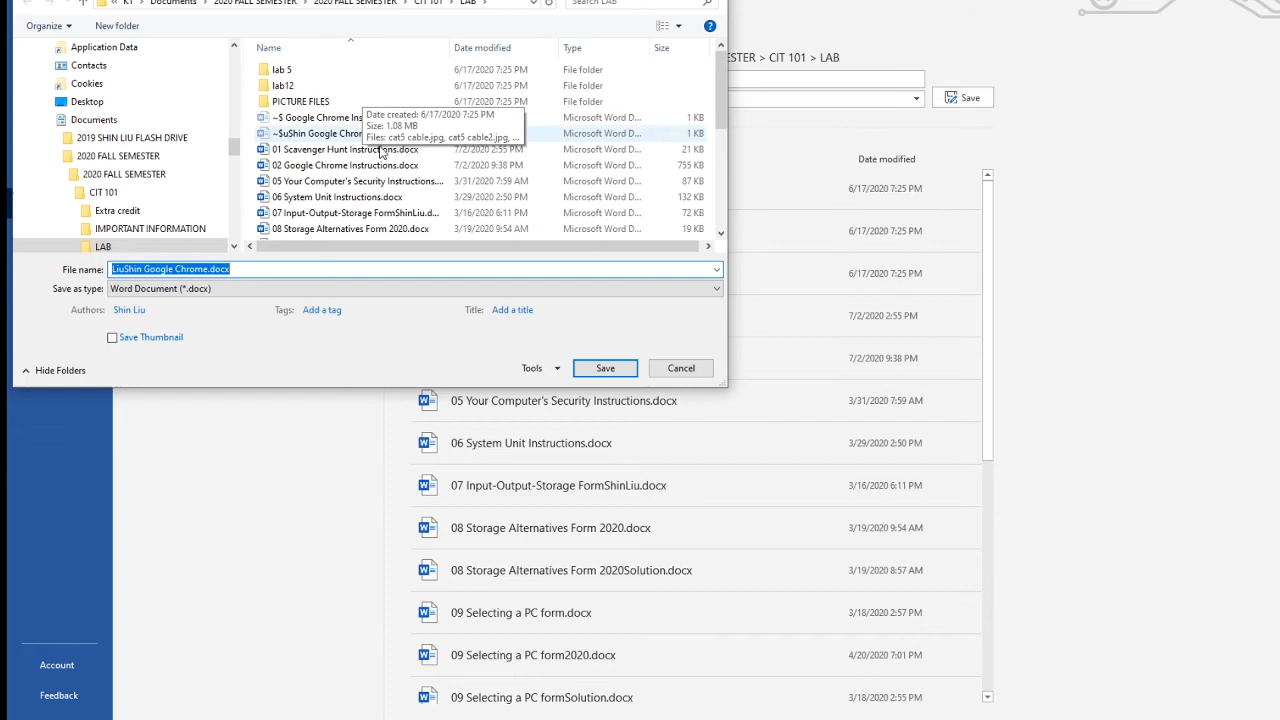 « KT > Documents > 2020 FALL SEMESTER > 2020 FALL SEMESTER > CIT 101 > LAB >
Search LAB
Organize
New folder
Application Data
Contacts
Cookies
Desktop
Documents
2019 SHIN LIU FLASH DRIVE
2020 FALL SEMESTER
2020 FALL SEMESTER
CIT 101
Extra credit
IMPORTANT INFORMATION
LAB
Name Date modified Type Size
lab 5 6/17/2020 7:25 PM File folder
lab12 6/17/2020 7:25 PM File folder
PICTURE FILES 6/17/2020 7:25 PM File folder
~$ Google Chrome Ins Microsoft Word D... 1 KB
~$uShin Google Chrom Microsoft Word D... 1 KB
Date created: 6/17/2020 7:25 PM
Size: 1.08 MB
Files: cat5 cable.jpg, cat5 cable2.jpg, ...
01 Scavenger Hunt Instructions.docx 7/2/2020 2:55 PM Microsoft Word D... 21 KB
02 Google Chrome Instructions.docx 7/2/2020 9:38 PM Microsoft Word D... 755 KB
05 Your Computer's Security Instructions.... 3/31/2020 7:59 AM Microsoft Word D... 87 KB
06 System Unit Instructions.docx 3/29/2020 2:50 PM Microsoft Word D... 132 KB
07 Input-Output-Storage FormShinLiu.d... 3/16/2020 6:11 PM Microsoft Word D... 72 KB
08 Storage Alternatives Form 2020.docx 3/19/2020 9:54 AM Microsoft Word D... 19 KB
File name: LiuShin Google Chrome.docx
Save as type: Word Document (*.docx)
Authors: Shin Liu Tags: Add a tag Title: Add a title
Save Thumbnail
Hide Folders
Tools
Save
Cancel
STER > CIT 101 > LAB
Save
Date modified
6/17/2020 7:25 PM
6/17/2020 7:25 PM
6/17/2020 7:25 PM
7/2/2020 2:55 PM
7/2/2020 9:38 PM
05 Your Computer's Security Instructions.docx 3/31/2020 7:59 AM
06 System Unit Instructions.docx 3/29/2020 2:50 PM
07 Input-Output-Storage FormShinLiu.docx 3/16/2020 6:11 PM
08 Storage Alternatives Form 2020.docx 3/19/2020 9:54 AM
08 Storage Alternatives Form 2020Solution.docx 3/19/2020 8:57 AM
09 Selecting a PC form.docx 3/18/2020 2:57 PM
09 Selecting a PC form2020.docx 4/20/2020 7:01 PM
09 Selecting a PC formSolution.docx 3/18/2020 2:55 PM
Account
Feedback